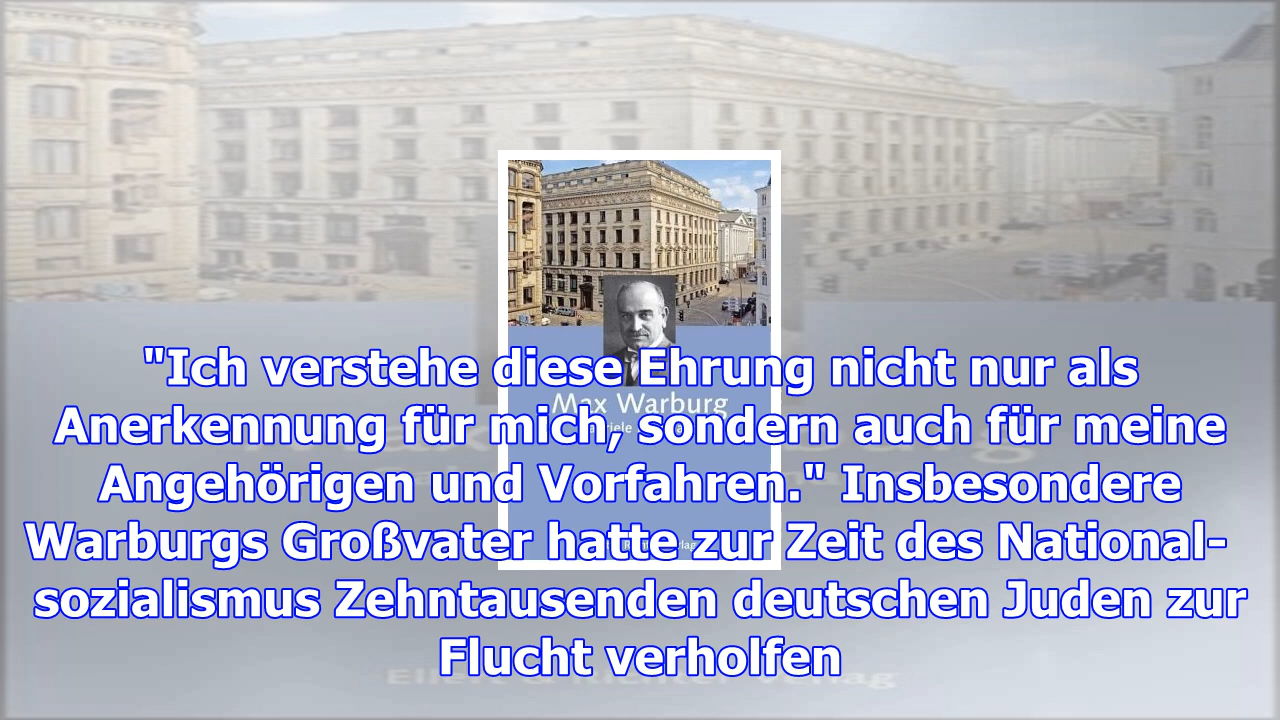 "Ich verstehe diese Ehrung nicht nur als
Anerkennung für mich, sondern auch für meine
Angehörigen und Vorfahren." Insbesondere
Warburgs Großvater hatte zur Zeit des National-
sozialismus Zehntausenden deutschen Juden zur
Flucht verholfen
Max Warburg